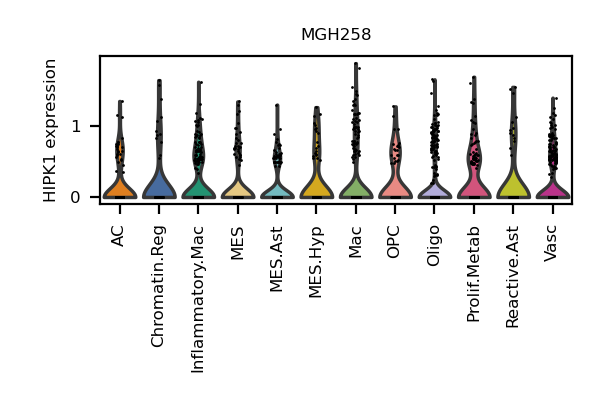 MGH258
HIPK1 expression
1
0
AC
Chromatin.Reg
Inflammatory.Mac
MES
MES.Ast
MES.Hyp
Mac
OPC
Oligo
Prolif.Metab
Reactive.Ast
Vasc